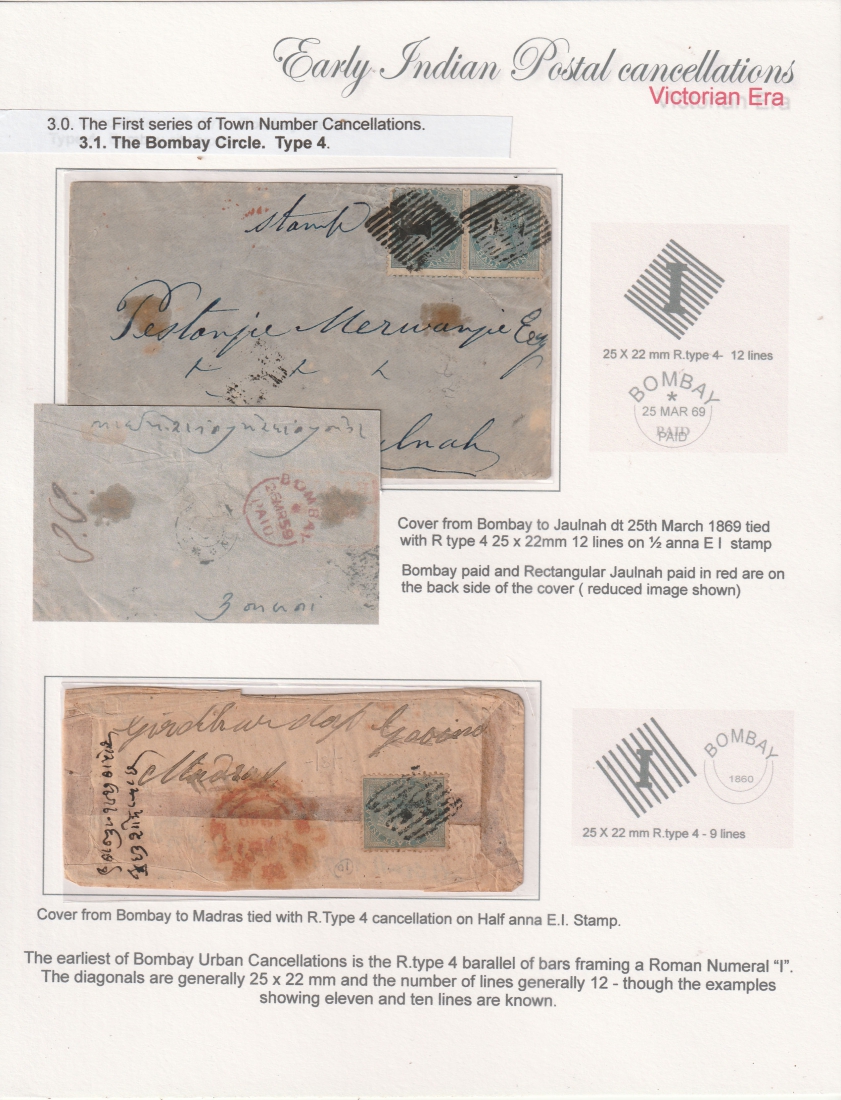 Early Indian Postal cancellations
Victorian Era
3.0. The First series of Town Number Cancellations.
3.1. The Bombay Circle. Type 4.
stamp
Pestonjee Merwanjee Esq
ulnah
I
25 X 22 mm R.type 4- 12 lines
BOMBAY
*
25 MAR 69
PAID
BOMBAY
PAID
Cover from Bombay to Jaulnah dt 25th March 1869 tied
with R type 4 25 x 22mm 12 lines on ½ anna E I stamp
Bombay paid and Rectangular Jaulnah paid in red are on
the back side of the cover ( reduced image shown)
Madras
I
BOMBAY
1860
25 X 22 mm R.type 4 - 9 lines
Cover from Bombay to Madras tied with R.Type 4 cancellation on Half anna E.I. Stamp.
The earliest of Bombay Urban Cancellations is the R.type 4 barallel of bars framing a Roman Numeral “I”.
The diagonals are generally 25 x 22 mm and the number of lines generally 12 - though the examples
showing eleven and ten lines are known.